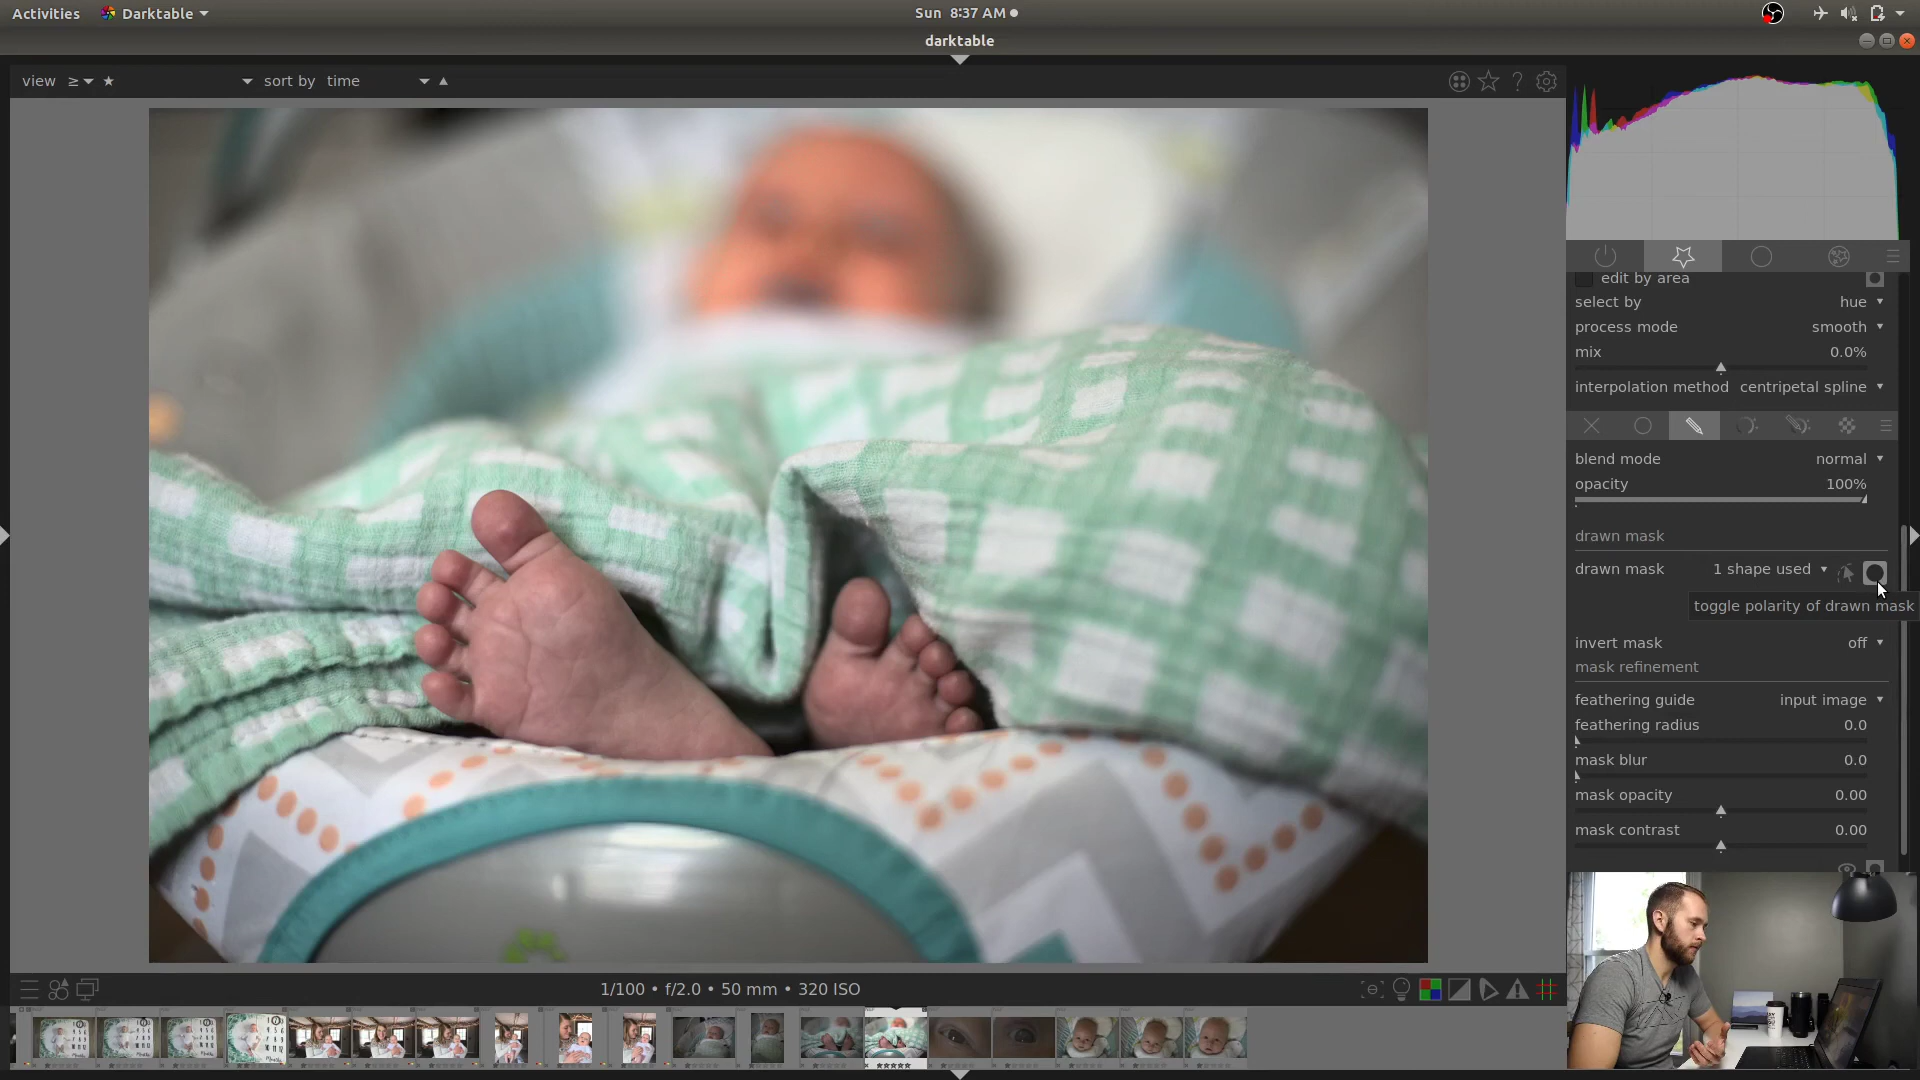 Activities Darktable Sun 8:37 AM
darktable
view ≥ ★ sort by time ?
edit by area
select by hue
process mode smooth
mix 0.0%
interpolation method centripetal spline
blend mode normal
opacity 100%
drawn mask
drawn mask 1 shape used
toggle polarity of drawn mask
invert mask off
mask refinement
feathering guide input image
feathering radius 0.0
mask blur 0.0
mask opacity 0.00
mask contrast 0.00
1/100 • f/2.0 • 50 mm • 320 ISO